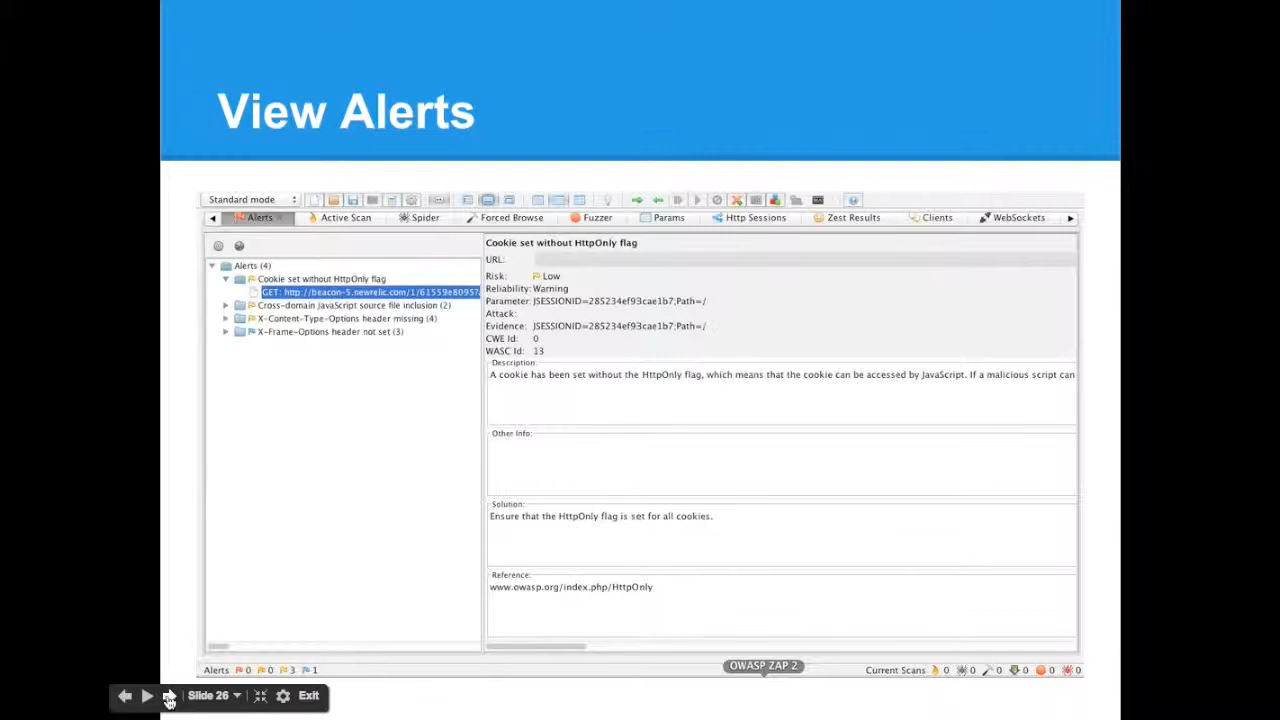 View Alerts
Standard mode
Alerts Active Scan Spider Forced Browse Fuzzer Params Http Sessions Zest Results Clients WebSockets
Cookie set without HttpOnly flag
URL:
Alerts (4)
Cookie set without HttpOnly flag
GET: http://beacon-5.newrelic.com/1/61559e8095
Cross-domain JavaScript source file inclusion (2)
X-Content-Type-Options header missing (4)
X-Frame-Options header not set (3)
Risk: Low
Reliability: Warning
Parameter: JSESSIONID=285234ef93cae1b7;Path=/
Attack:
Evidence: JSESSIONID=285234ef93cae1b7;Path=/
CWE Id: 0
WASC Id: 13
Description:
A cookie has been set without the HttpOnly flag, which means that the cookie can be accessed by JavaScript. If a malicious script can
Other Info:
Solution:
Ensure that the HttpOnly flag is set for all cookies.
Reference:
www.owasp.org/index.php/HttpOnly
OWASP ZAP 2
Alerts 0 0 3 1 Current Scans 0 0 0 0 0 0
Slide 26 Exit